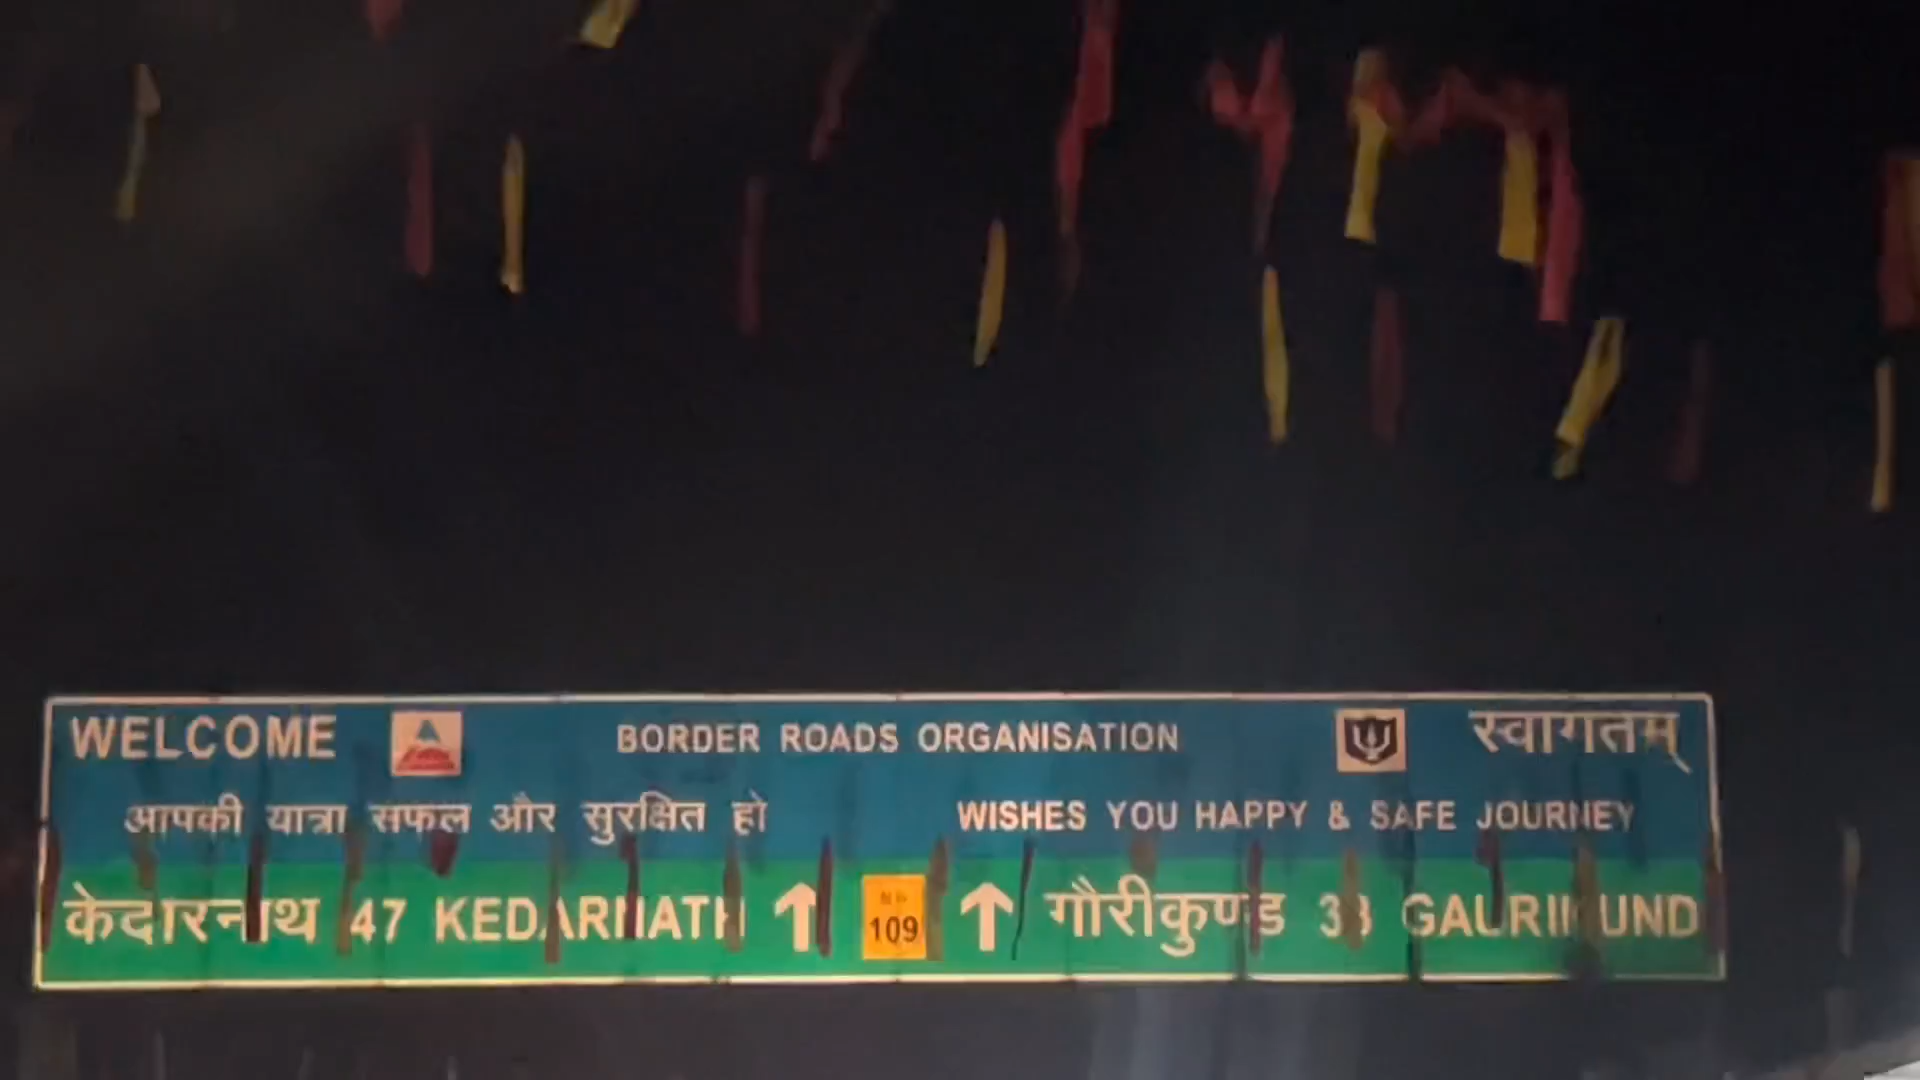 WELCOME BORDER ROADS ORGANISATION स्वागतम्
आपकी यात्रा सफल और सुरक्षित हो WISHES YOU HAPPY & SAFE JOURNEY
केदारनाथ 47 KEDARNATH ↑ 109 ↑ गौरीकुण्ड GAURIKUND